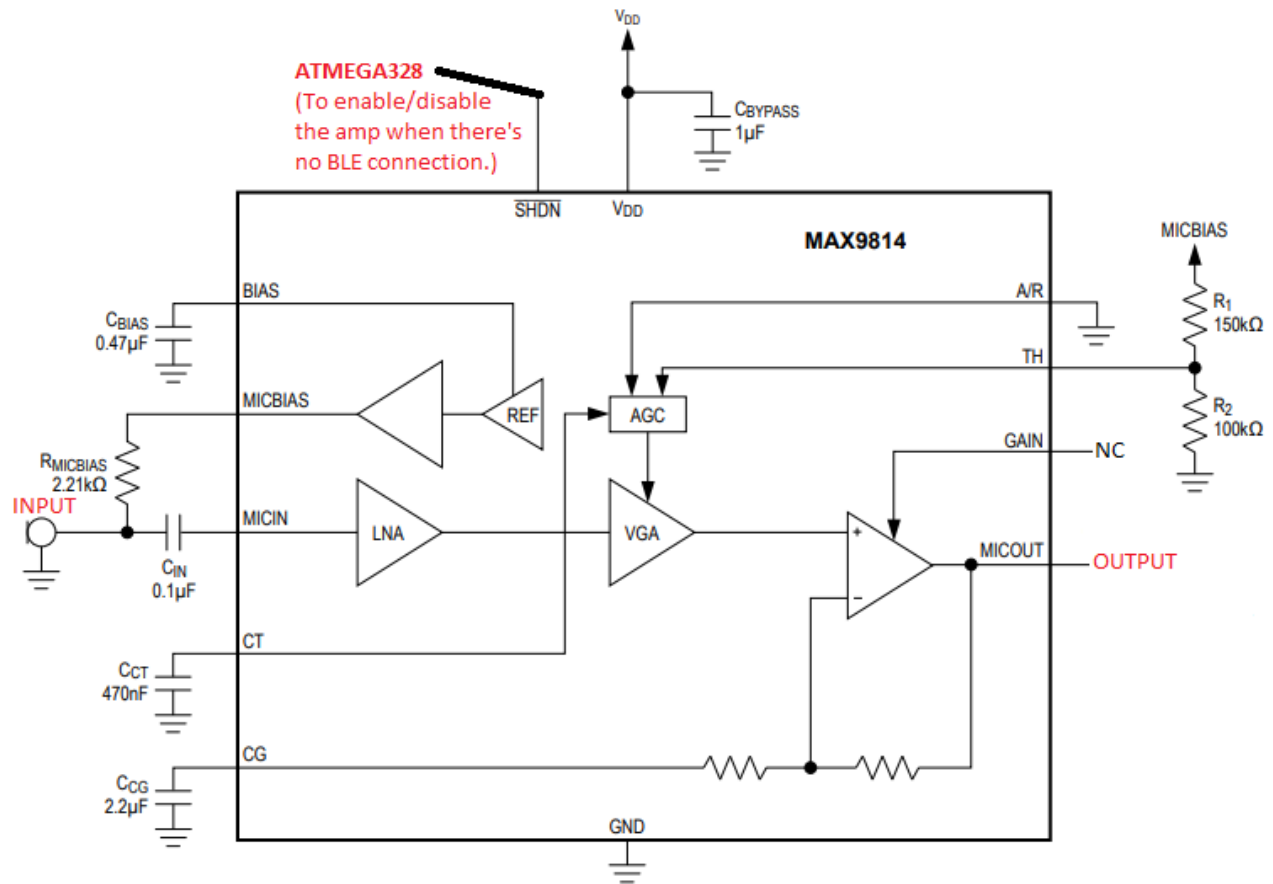 VDD
ATMEGA328
(To enable/disable
the amp when there's
no BLE connection.)
CBYPASS
1µF
SHDN
VDD
MAX9814
MICBIAS
BIAS
A/R
R1
150kΩ
CBIAS
0.47µF
TH
MICBIAS
REF
AGC
R2
100kΩ
GAIN
NC
RMICBIAS
2.21kΩ
INPUT
MICIN
LNA
VGA
+
−
MICOUT
OUTPUT
CIN
0.1µF
CT
CCT
470nF
CG
CCG
2.2µF
GND